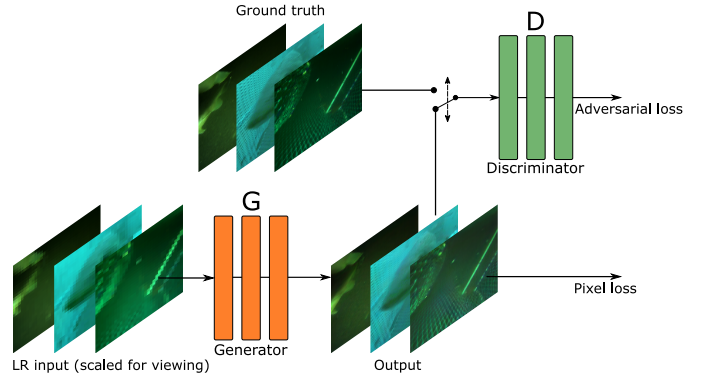 Ground truth
D
Adversarial loss
Discriminator
G
Generator
LR input (scaled for viewing)
Output
Pixel loss